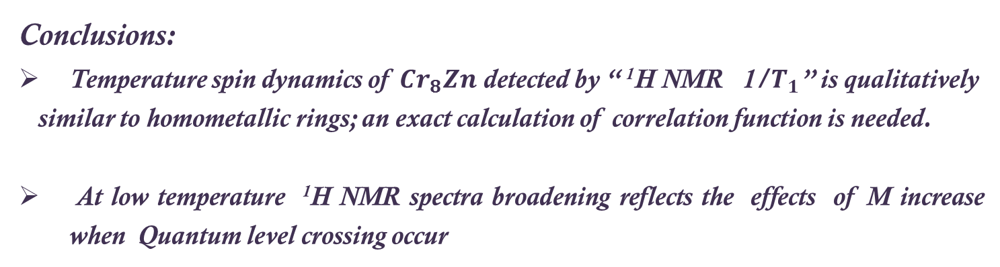 Conclusions:
➢ Temperature spin dynamics of Cr₈Zn detected by “ ¹H NMR 1/T₁ ” is qualitatively
similar to homometallic rings; an exact calculation of correlation function is needed.
➢ At low temperature ¹H NMR spectra broadening reflects the effects of M increase
when Quantum level crossing occur